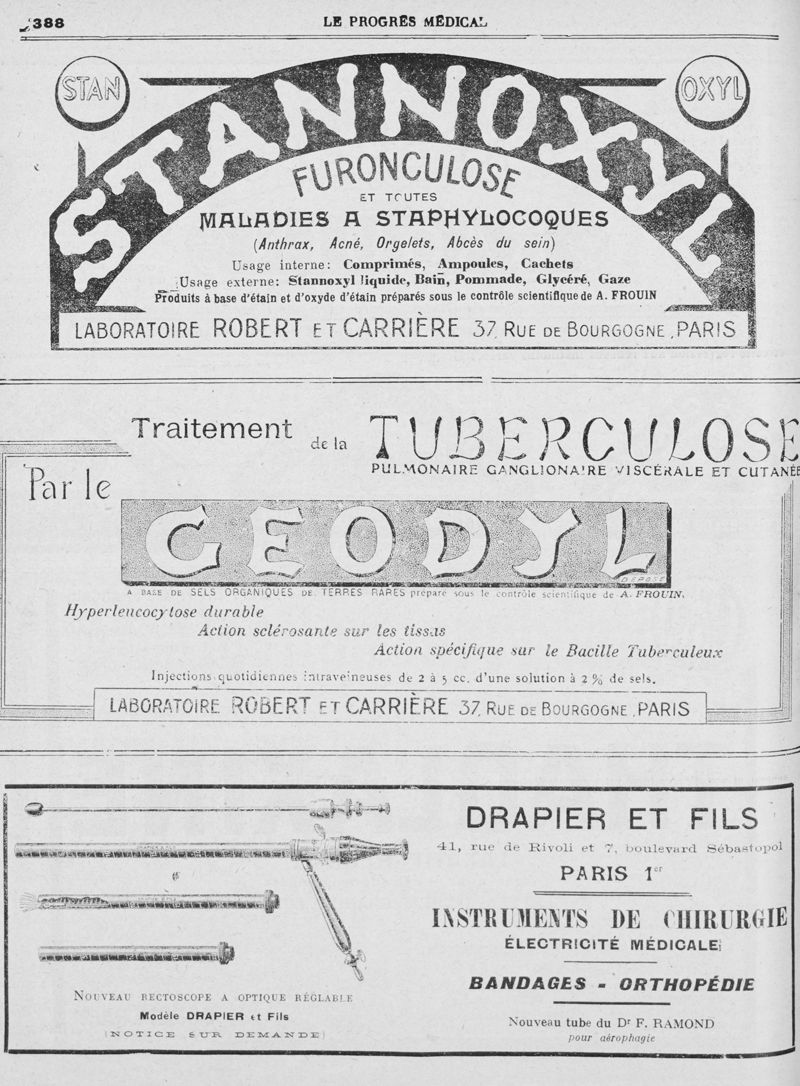 388
LE PROGRÈS MÉDICAL
STAN
OXYL
STANNOXYL
FURONCULOSE
ET TOUTES
MALADIES A STAPHYLOCOQUES
(Anthrax, Acné, Orgelets, Abcès du sein)
Usage interne: Comprimés, Ampoules, Cachets
Usage externe: Stannoxyl liquide, Bain, Pommade, Glycéré, Gaze
Produits à base d'étain et d'oxyde d'étain préparés sous le contrôle scientifique de A. FROUIN
LABORATOIRE ROBERT ET CARRIÈRE 37, RUE DE BOURGOGNE, PARIS
Traitement de la TUBERCULOSE
PULMONAIRE GANGLIONAIRE VISCÉRALE ET CUTANÉE
Par le
GEODYL
DÉPOSÉ
A BASE DE SELS ORGANIQUES DE TERRES RARES préparé sous le contrôle scientifique de A. FROUIN.
Hyperleucocytose durable
Action sclérosante sur les tissas
Action spécifique sur le Bacille Tuberculeux
Injections quotidiennes intraveineuses de 2 à 5 cc. d'une solution à 2 % de sels.
LABORATOIRE ROBERT ET CARRIÈRE 37, RUE DE BOURGOGNE, PARIS
DRAPIER ET FILS
41, rue de Rivoli et 7, boulevard Sébastopol
PARIS 1er
INSTRUMENTS DE CHIRURGIE
ÉLECTRICITÉ MÉDICALE
BANDAGES - ORTHOPÉDIE
Nouveau tube du Dr F. RAMOND
pour aérophagie
NOUVEAU RECTOSCOPE A OPTIQUE RÉGLABLE
Modèle DRAPIER et Fils
(NOTICE SUR DEMANDE)